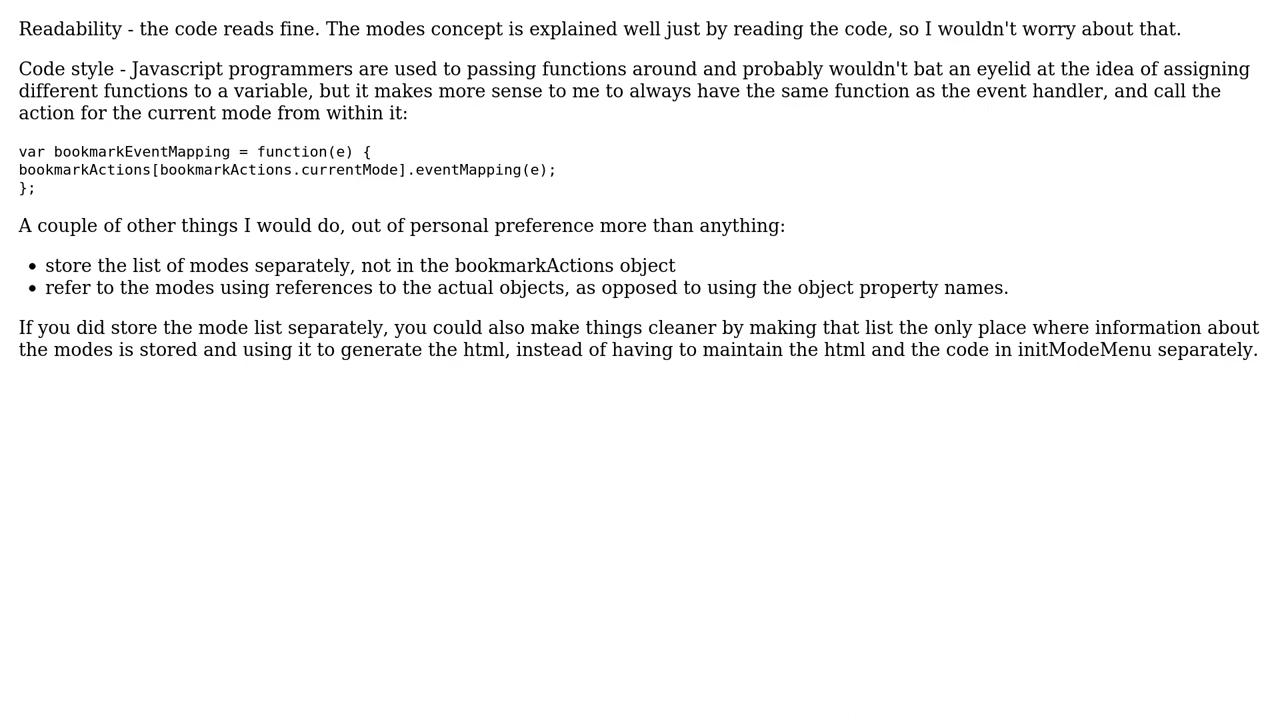 Readability - the code reads fine. The modes concept is explained well just by reading the code, so I wouldn't worry about that.
Code style - Javascript programmers are used to passing functions around and probably wouldn't bat an eyelid at the idea of assigning
different functions to a variable, but it makes more sense to me to always have the same function as the event handler, and call the
action for the current mode from within it:
var bookmarkEventMapping = function(e) {
bookmarkActions[bookmarkActions.currentMode].eventMapping(e);
};
A couple of other things I would do, out of personal preference more than anything:
• store the list of modes separately, not in the bookmarkActions object
• refer to the modes using references to the actual objects, as opposed to using the object property names.
If you did store the mode list separately, you could also make things cleaner by making that list the only place where information about
the modes is stored and using it to generate the html, instead of having to maintain the html and the code in initModeMenu separately.